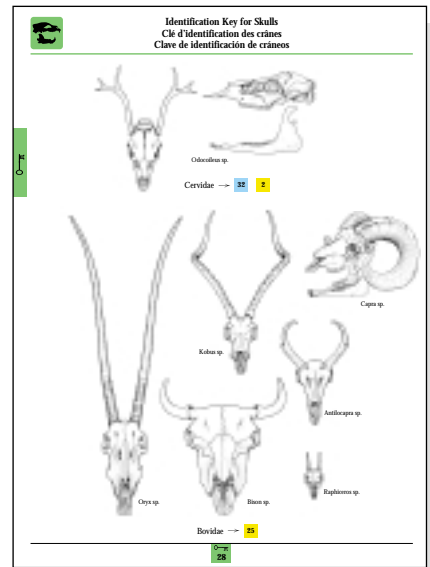 Identification Key for Skulls
Clé d'identification des crânes
Clave de identificación de cráneos
Odocoileus sp.
Cervidae → 32 2
Capra sp.
Kobus sp.
Antilocapra sp.
Raphiceros sp.
Oryx sp.
Bison sp.
Bovidae → 25
28